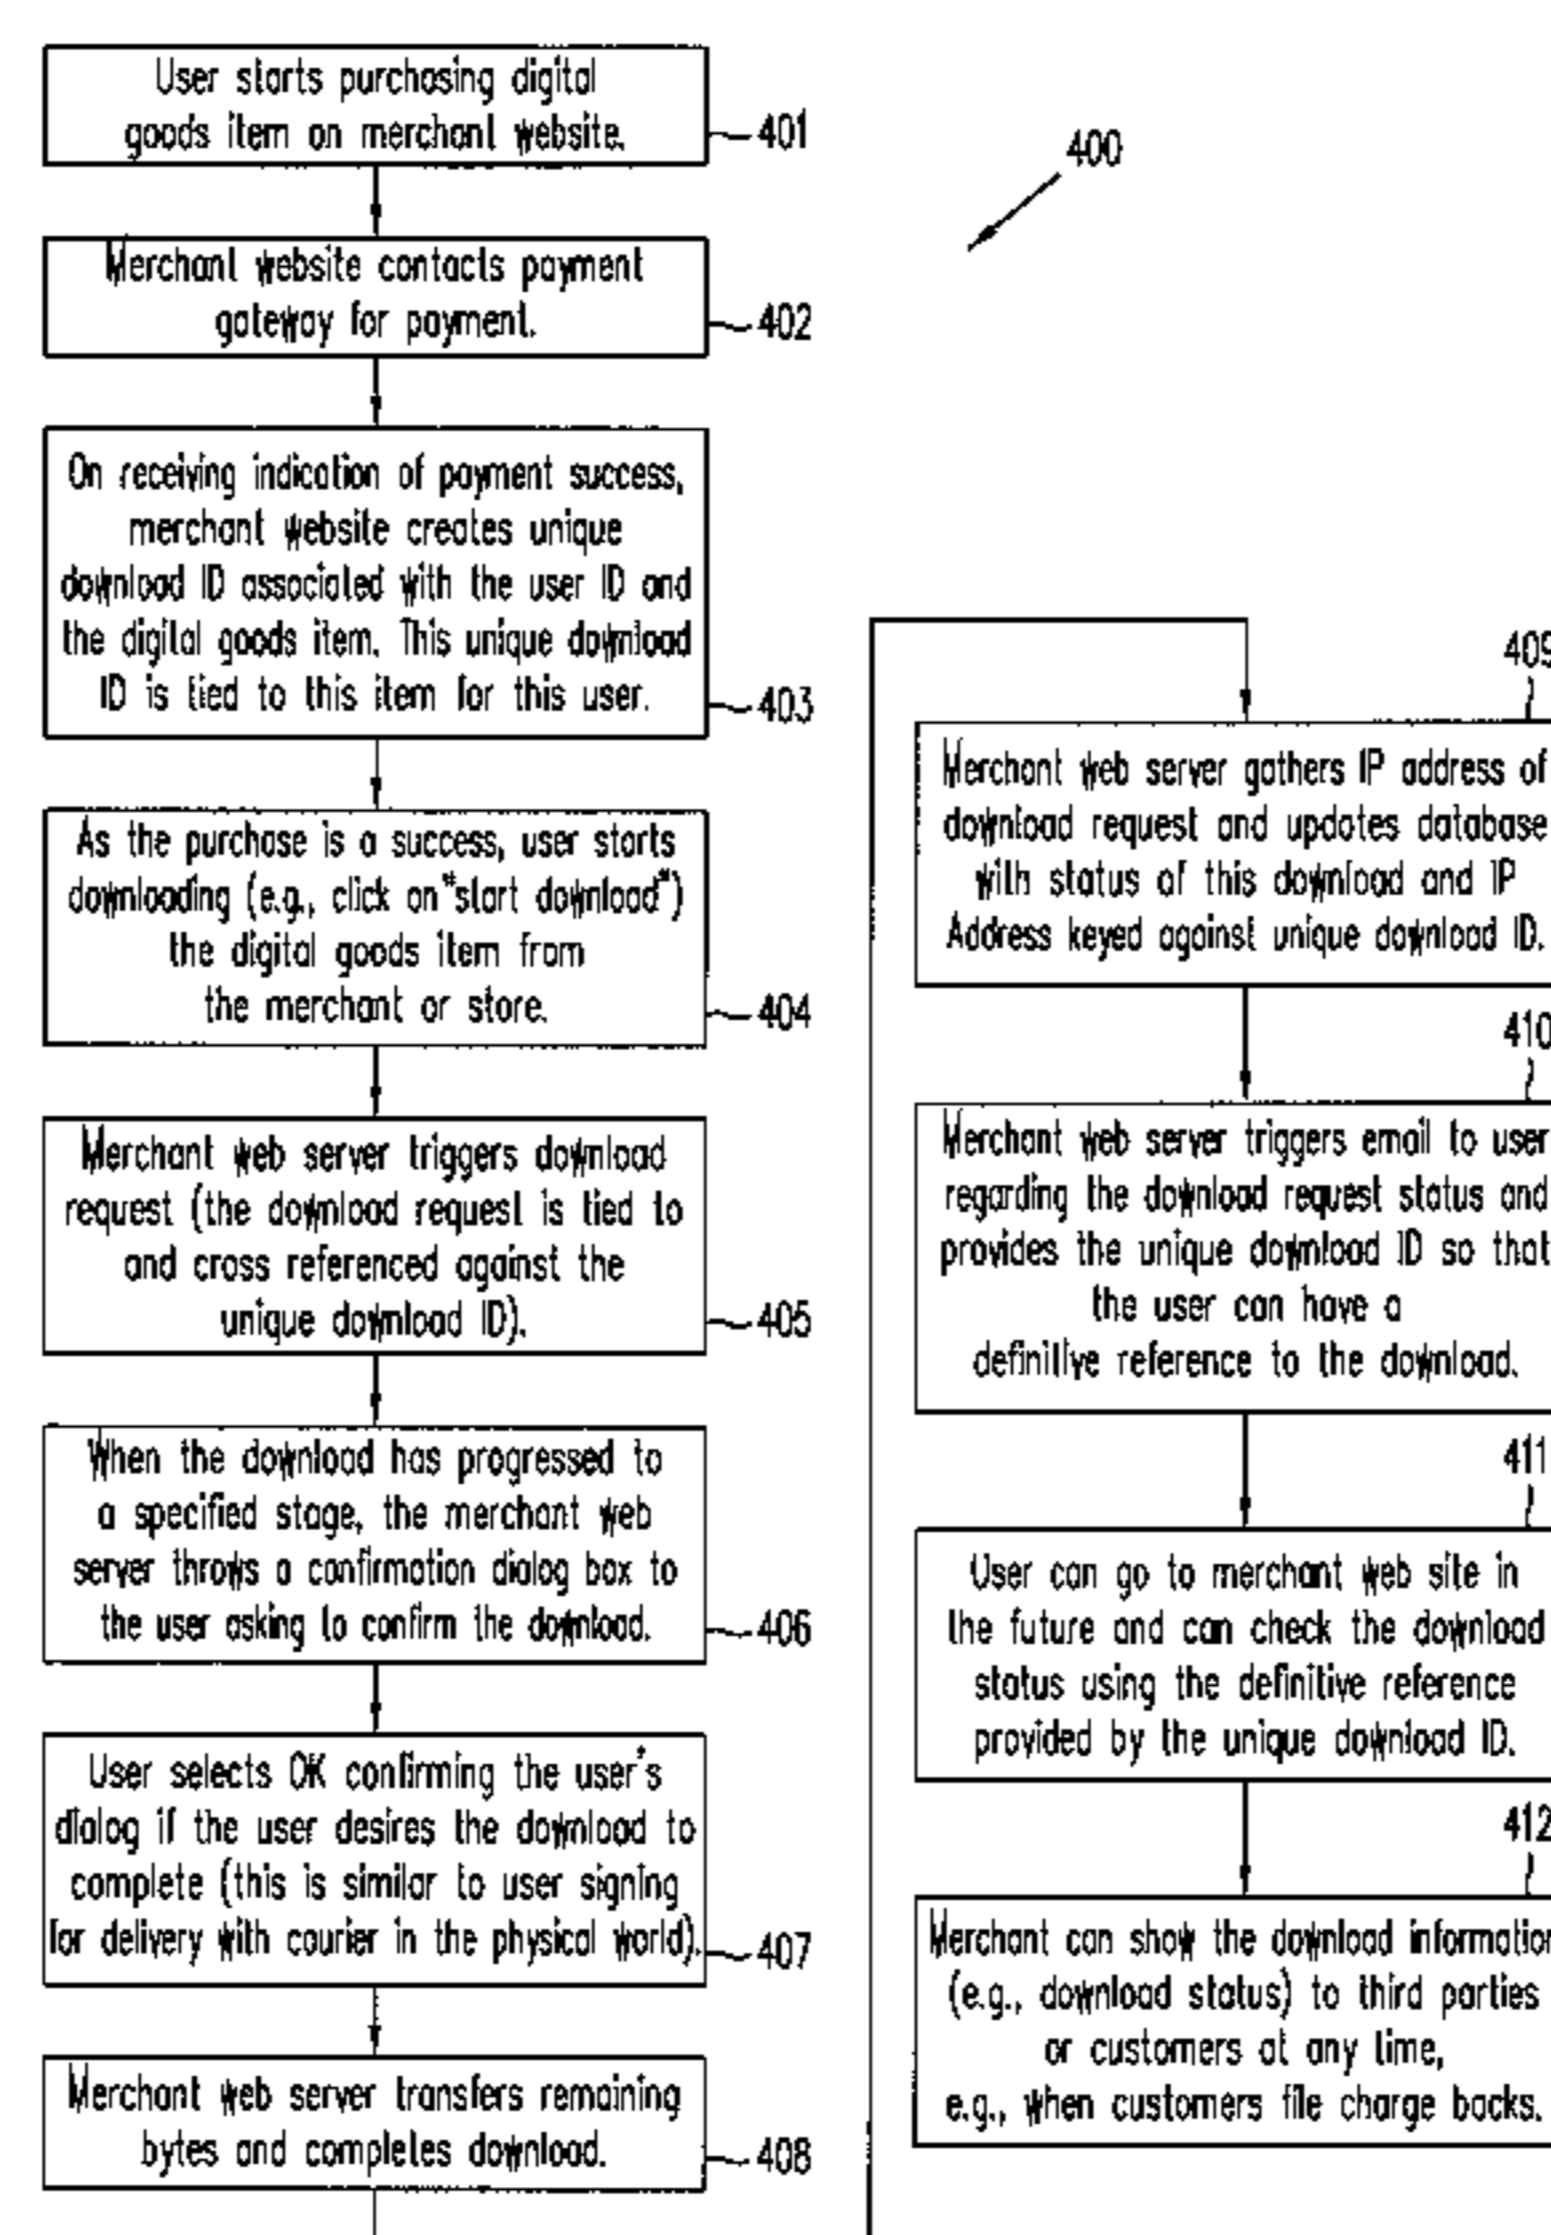 User starts purchasing digital
goods item on merchant website.
401
400
Merchant website contacts payment
gateway for payment.
402
On receiving indication of payment success,
merchant website creates unique
download ID associated with the user ID and
the digital goods item. This unique download
ID is tied to this item for this user.
403
As the purchase is a success, user starts
downloading (e.g., click on "start download")
the digital goods item from
the merchant or store.
404
Merchant web server triggers download
request (the download request is tied to
and cross referenced against the
unique download ID).
405
When the download has progressed to
a specified stage, the merchant web
server throws a confirmation dialog box to
the user asking to confirm the download.
406
User selects OK confirming the user's
dialog if the user desires the download to
complete (this is similar to user signing
for delivery with courier in the physical world).
407
Merchant web server transfers remaining
bytes and completes download.
408
409
Merchant web server gathers IP address of
download request and updates database
with status of this download and IP
Address keyed against unique download ID.
410
Merchant web server triggers email to user
regarding the download request status and
provides the unique download ID so that
the user can have a
definitive reference to the download.
411
User can go to merchant web site in
the future and can check the download
status using the definitive reference
provided by the unique download ID.
412
Merchant can show the download information
(e.g., download status) to third parties
or customers at any time,
e.g., when customers file charge backs.